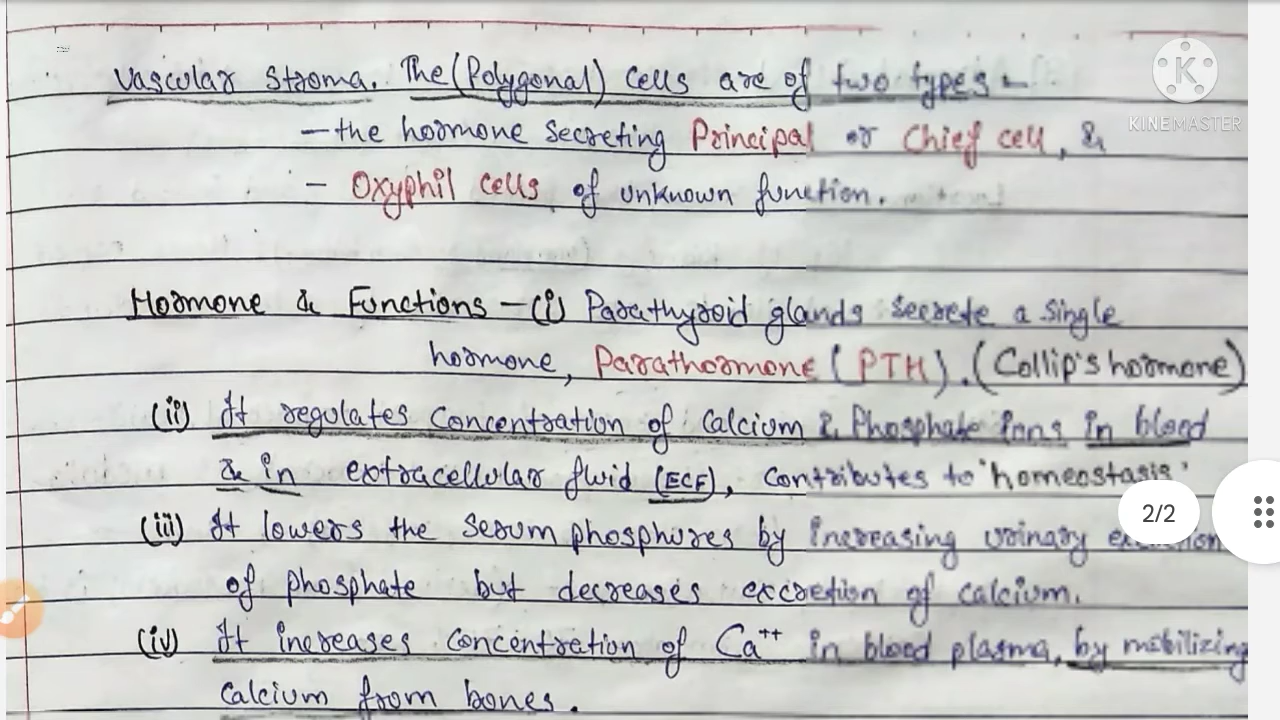 Vascular Stroma. The (Polygonal) cells are of two types -
KINEMASTER
- the hormone secreting Principal or Chief cell, &
- Oxyphil cells of unknown function.
Hormone & Functions - (i) Parathyroid glands secrete a single
hormone, Parathormone (PTH). (Collip's hormone)
(ii) It regulates concentration of calcium & Phosphate ions in blood
& in extracellular fluid (ECF), contributes to 'homeostasis'
2/2
(iii) It lowers the serum phosphures by increasing urinary
of phosphate but decreases excretion of calcium.
(iv) It increases concentration of Ca++ in blood plasma, by mobilizing
calcium from bones.